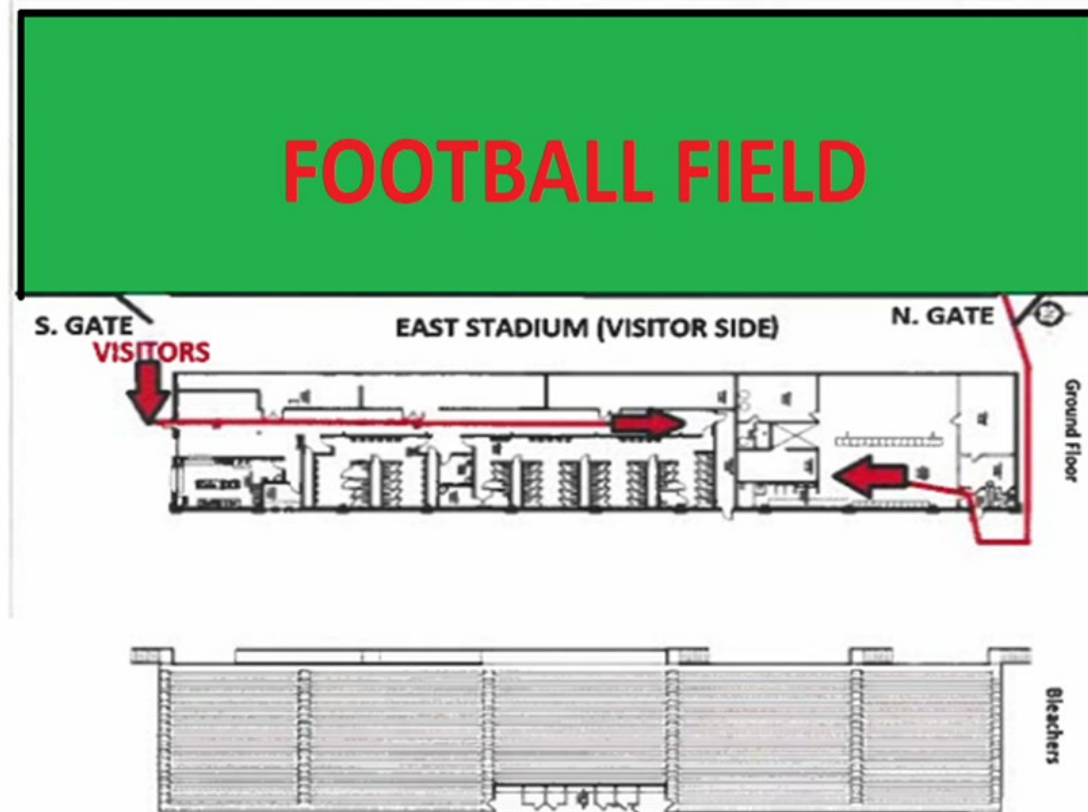 FOOTBALL FIELD
S. GATE
EAST STADIUM (VISITOR SIDE)
N. GATE
VISITORS
Ground Floor
Bleachers